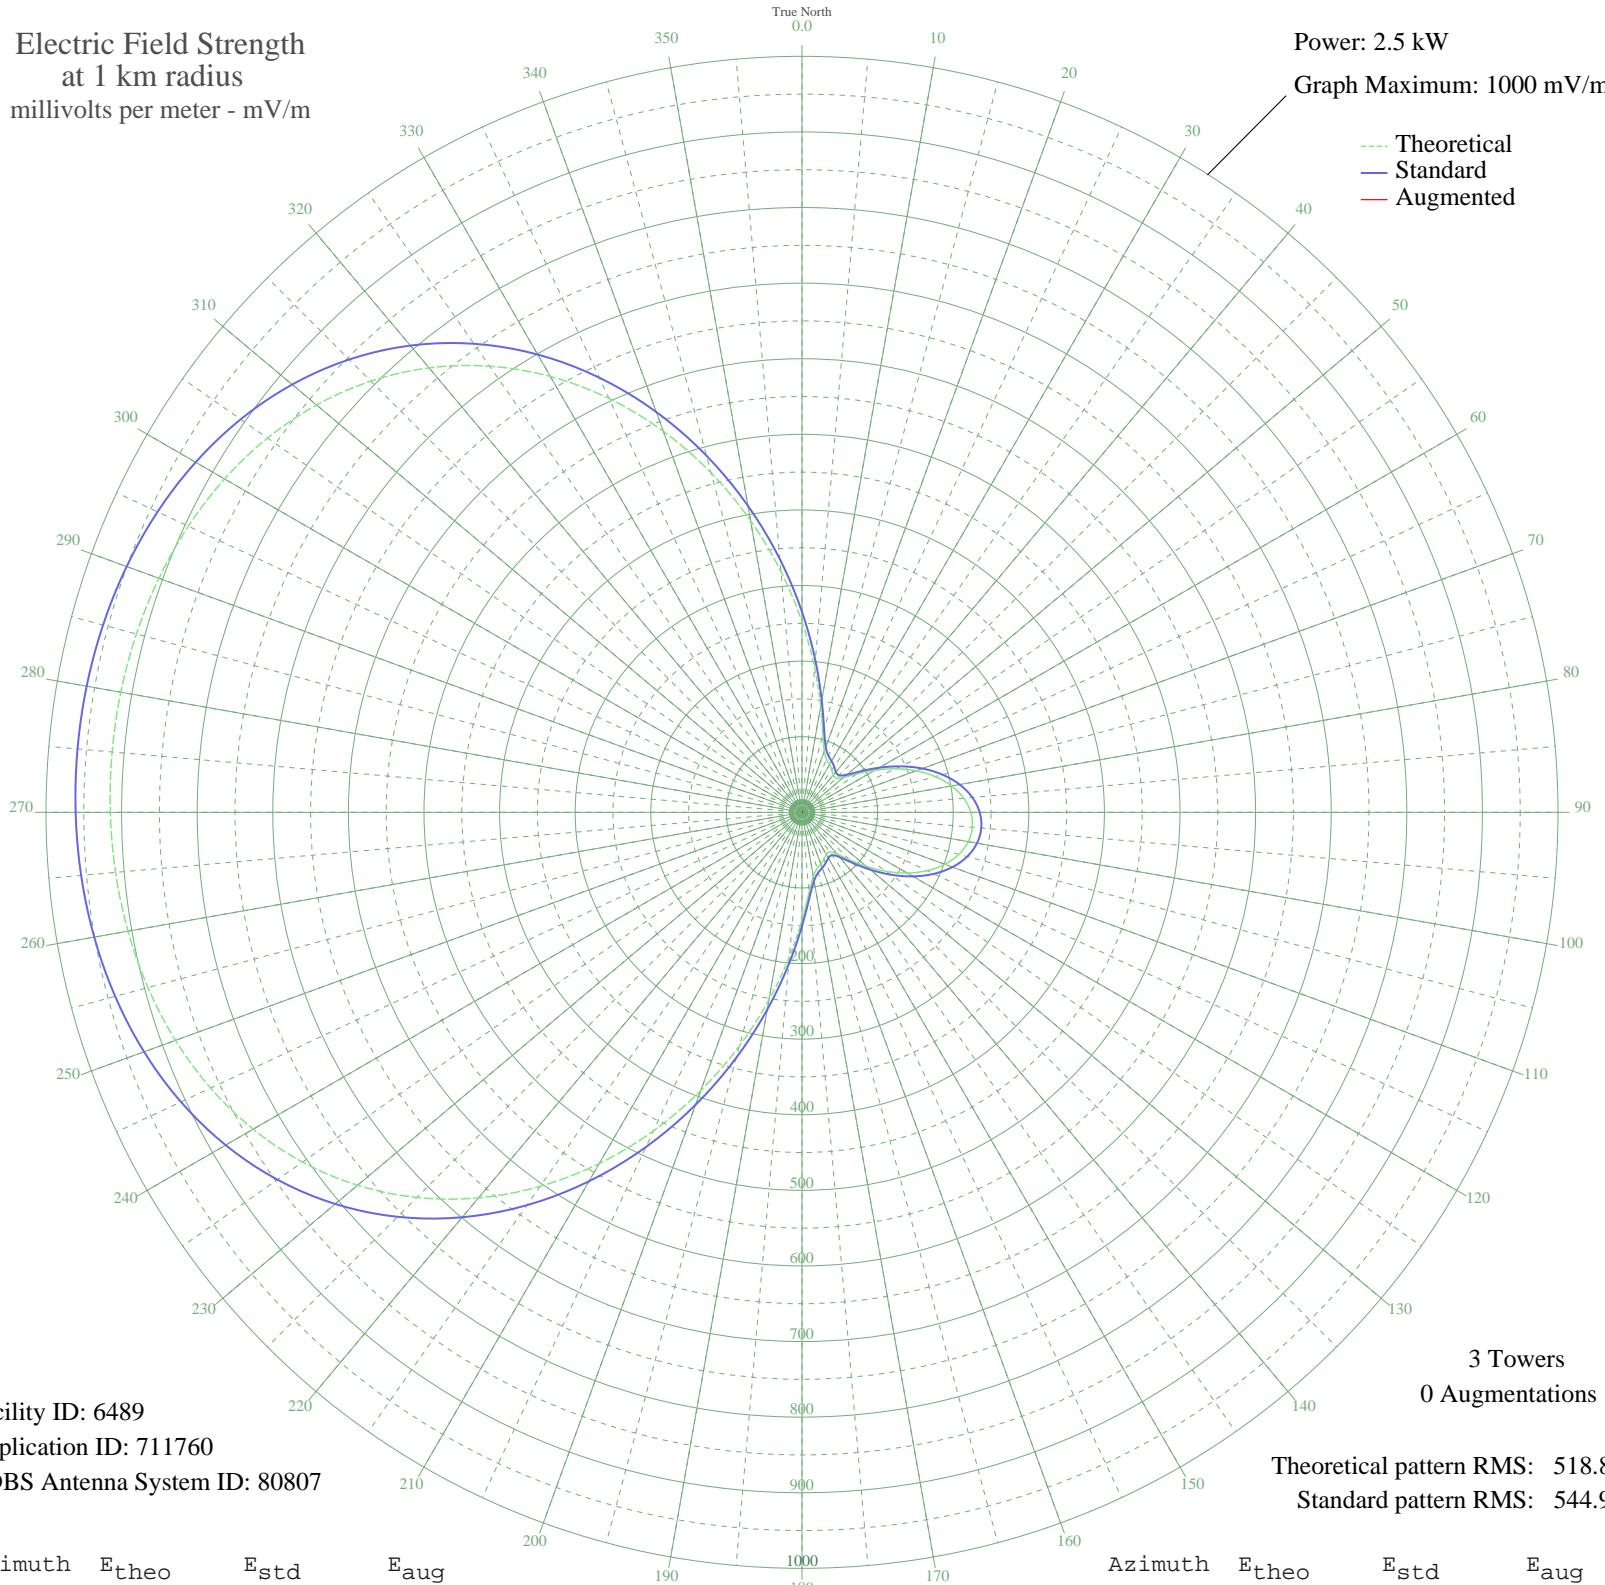 True North
0.0
Electric Field Strength
at 1 km radius
millivolts per meter - mV/m
Power: 2.5 kW
Graph Maximum: 1000 mV/m
Theoretical
Standard
Augmented
10
20
30
40
50
60
70
80
90
100
110
120
130
140
150
160
170
190
200
210
220
230
240
250
260
270
280
290
300
310
320
330
340
350
200
300
400
500
600
700
800
900
1000
3 Towers
0 Augmentations
cility ID: 6489
plication ID: 711760
DBS Antenna System ID: 80807
Theoretical pattern RMS: 518.8
Standard pattern RMS: 544.9
imuth Etheo Estd Eaug
Azimuth Etheo Estd Eaug